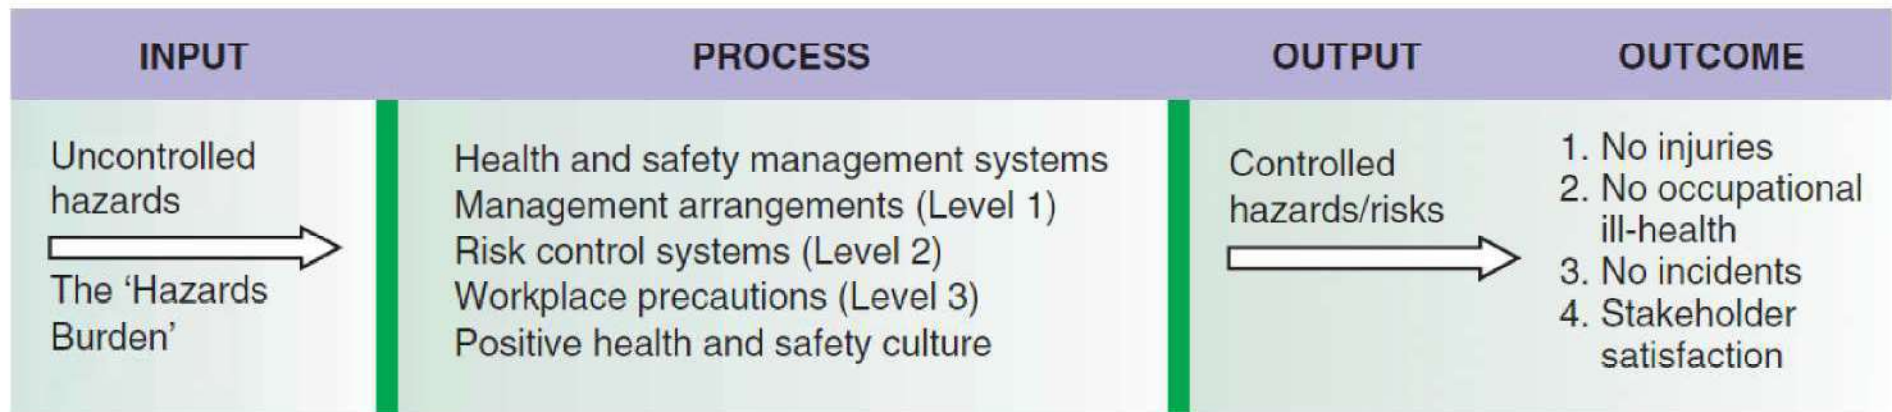 INPUT
PROCESS
OUTPUT
OUTCOME
Uncontrolled
hazards
The ‘Hazards
Burden’
Health and safety management systems
Management arrangements (Level 1)
Risk control systems (Level 2)
Workplace precautions (Level 3)
Positive health and safety culture
Controlled
hazards/risks
1. No injuries
2. No occupational
ill-health
3. No incidents
4. Stakeholder
satisfaction